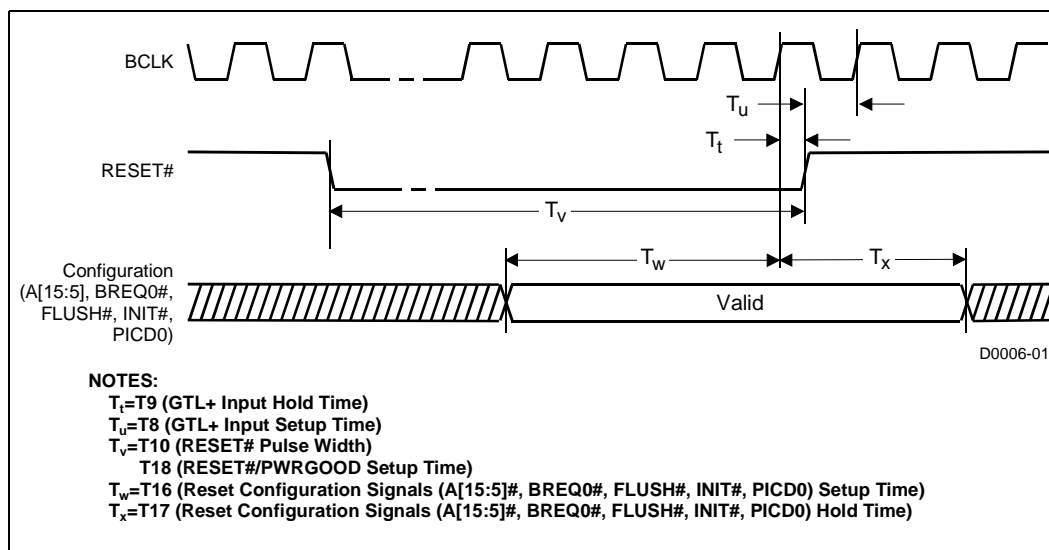 BCLK
Tu
Tt
RESET#
Tv
Tw
Tx
Configuration
(A[15:5], BREQ0#,
FLUSH#, INIT#,
PICD0)
Valid
D0006-01
NOTES:
Tt=T9 (GTL+ Input Hold Time)
Tu=T8 (GTL+ Input Setup Time)
Tv=T10 (RESET# Pulse Width)
T18 (RESET#/PWRGOOD Setup Time)
Tw=T16 (Reset Configuration Signals (A[15:5]#, BREQ0#, FLUSH#, INIT#, PICD0) Setup Time)
Tx=T17 (Reset Configuration Signals (A[15:5]#, BREQ0#, FLUSH#, INIT#, PICD0) Hold Time)